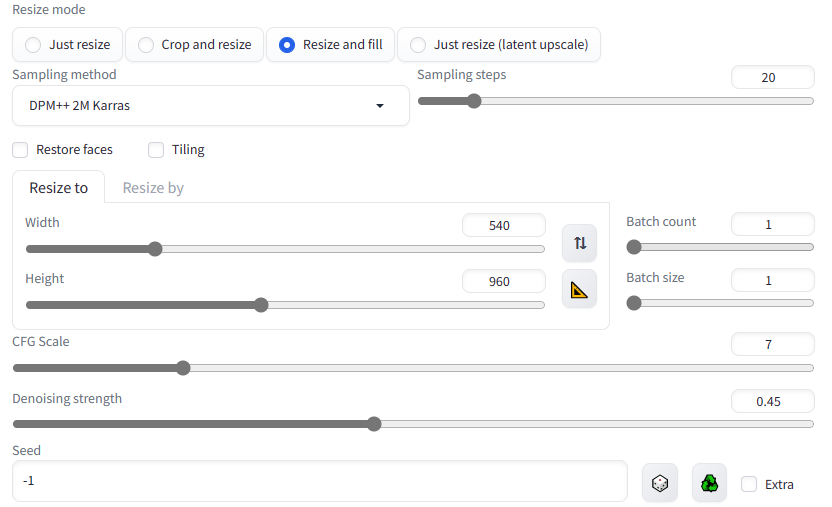 Resize mode
Just resize Crop and resize Resize and fill Just resize (latent upscale)
Sampling method Sampling steps 20
DPM++ 2M Karras
Restore faces Tiling
Resize to Resize by
Width 540 Batch count 1
Height 960 Batch size 1
CFG Scale 7
Denoising strength 0.45
Seed
-1 Extra